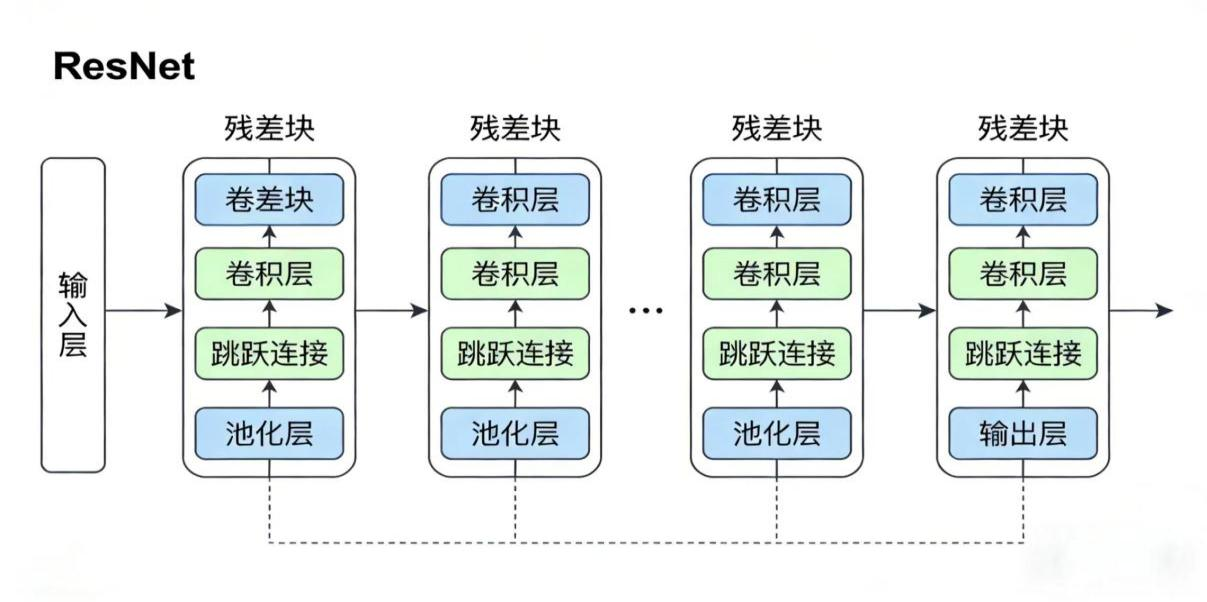 ResNet
输入层
残差块
卷差块
卷积层
跳跃连接
池化层
残差块
卷积层
卷积层
跳跃连接
池化层
...
残差块
卷积层
卷积层
跳跃连接
池化层
残差块
卷积层
卷积层
跳跃连接
输出层